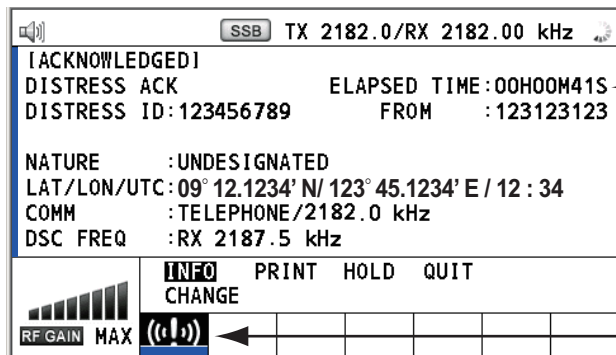 SSB TX 2182.0/RX 2182.00 kHz
[ACKNOWLEDGED]
DISTRESS ACK ELAPSED TIME:00H00M41S
DISTRESS ID:123456789 FROM :123123123
NATURE :UNDESIGNATED
LAT/LON/UTC:09° 12.1234' N/ 123° 45.1234' E / 12 : 34
COMM :TELEPHONE/2182.0 kHz
DSC FREQ :RX 2187.5 kHz
INFO PRINT HOLD QUIT
CHANGE
RF GAIN MAX